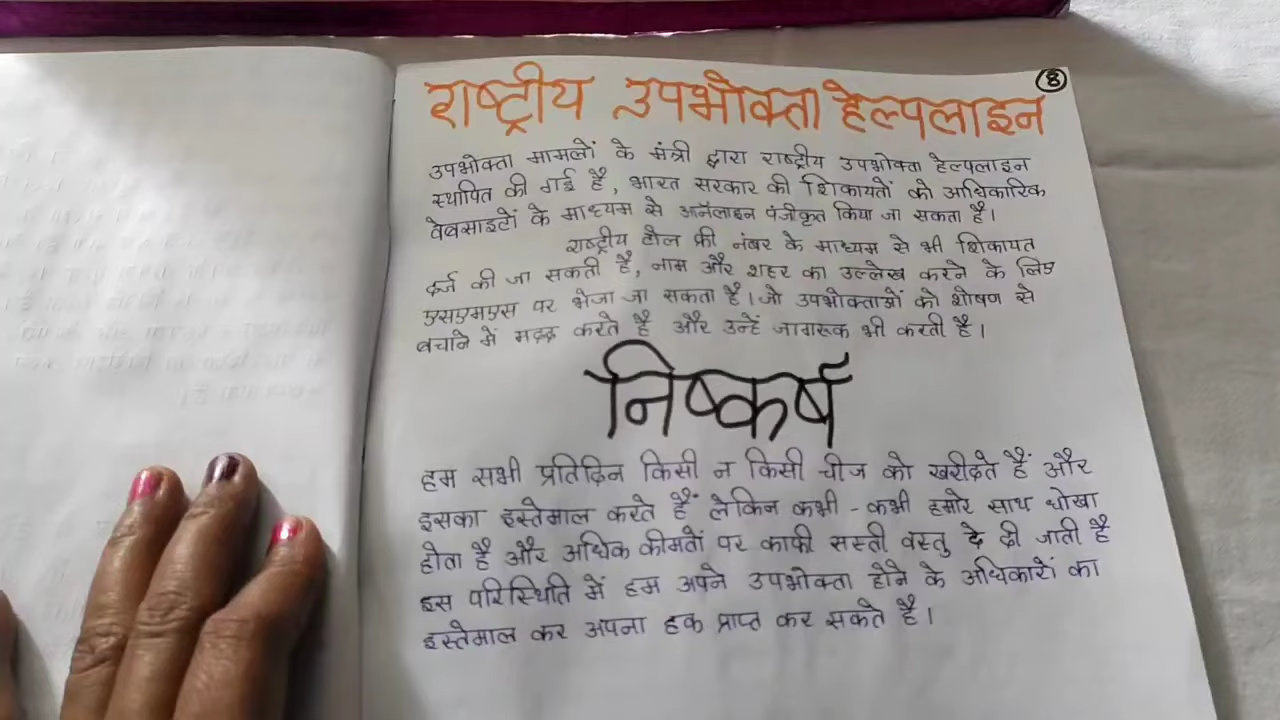 8
राष्ट्रीय उपभोक्ता हेल्पलाइन
उपभोक्ता मामलों के मंत्री द्वारा राष्ट्रीय उपभोक्ता हेल्पलाइन
स्थापित की गई है, भारत सरकार की शिकायतों को अधिकारिक
वेवसाइटों के माध्यम से ऑनलाइन पंजीकृत किया जा सकता है।
राष्ट्रीय टोल फ्री नंबर के माध्यम से भी शिकायत
दर्ज की जा सकती है, नाम और शहर का उल्लेख करने के लिए
एसएमएस पर भेजा जा सकता है। जो उपभोक्ताओं को शोषण से
बचाने में मद्द करते है और उन्हें जागरूक भी करती है।
निष्कर्ष
हम सभी प्रतिदिन किसी न किसी चीज को खरीदते हैं और
इसका इस्तेमाल करते हैं लेकिन कभी - कभी हमारे साथ धोखा
होता है और अधिक कीमतों पर काफी सस्ती वस्तु दे दी जाती है
इस परिस्थिति में हम अपने उपभोक्ता होने के अधिकारों का
इस्तेमाल कर अपना हक प्राप्त कर सकते है।